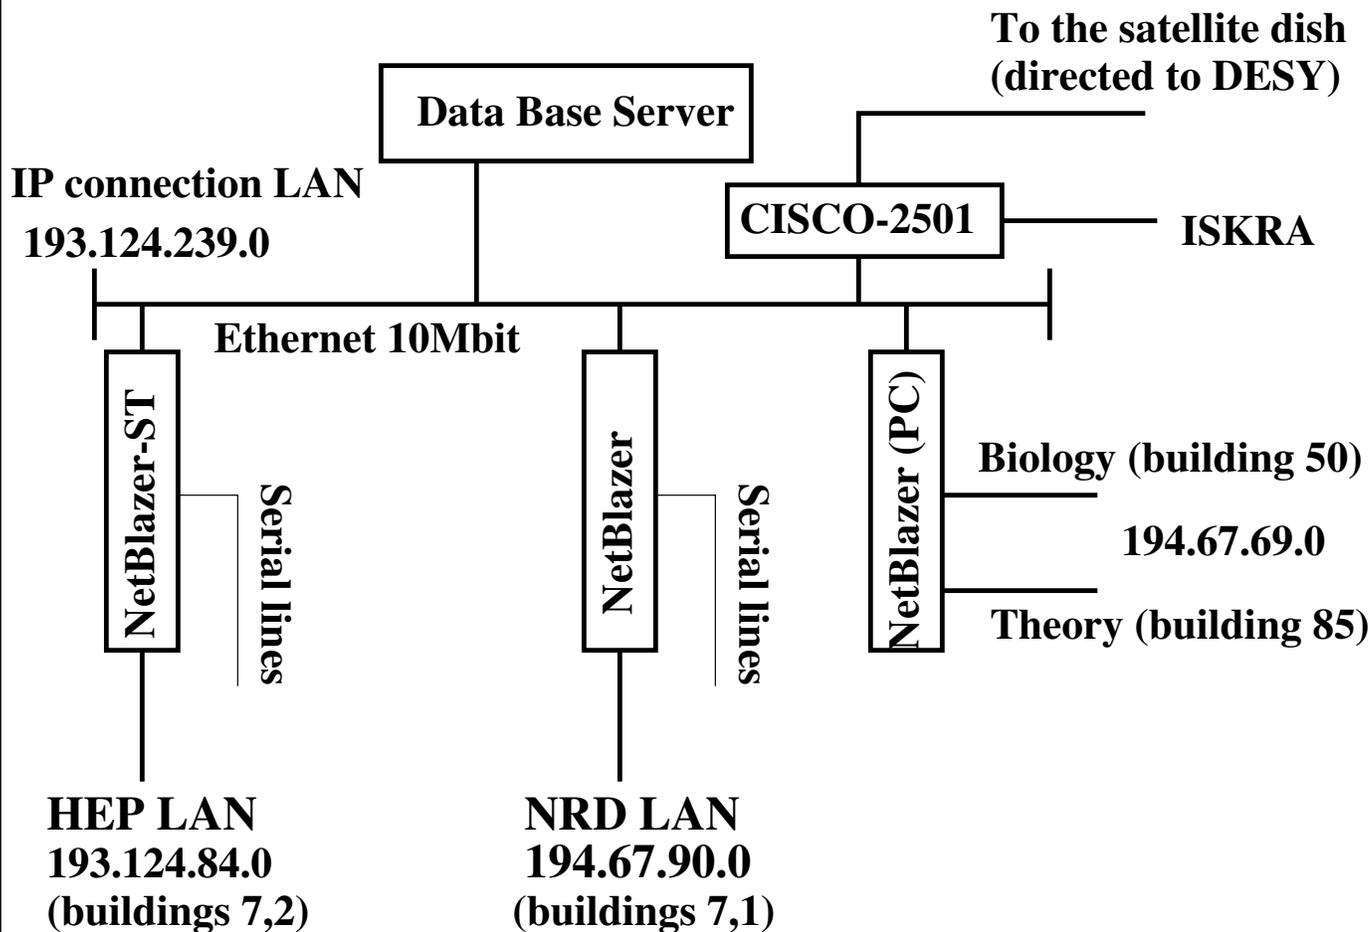 To the satellite dish
(directed to DESY)
Data Base Server
IP connection LAN
193.124.239.0
CISCO-2501
ISKRA
Ethernet 10Mbit
NetBlazer-ST
Serial lines
NetBlazer
Serial lines
NetBlazer (PC)
Biology (building 50)
194.67.69.0
Theory (building 85)
HEP LAN
193.124.84.0
(buildings 7,2)
NRD LAN
194.67.90.0
(buildings 7,1)